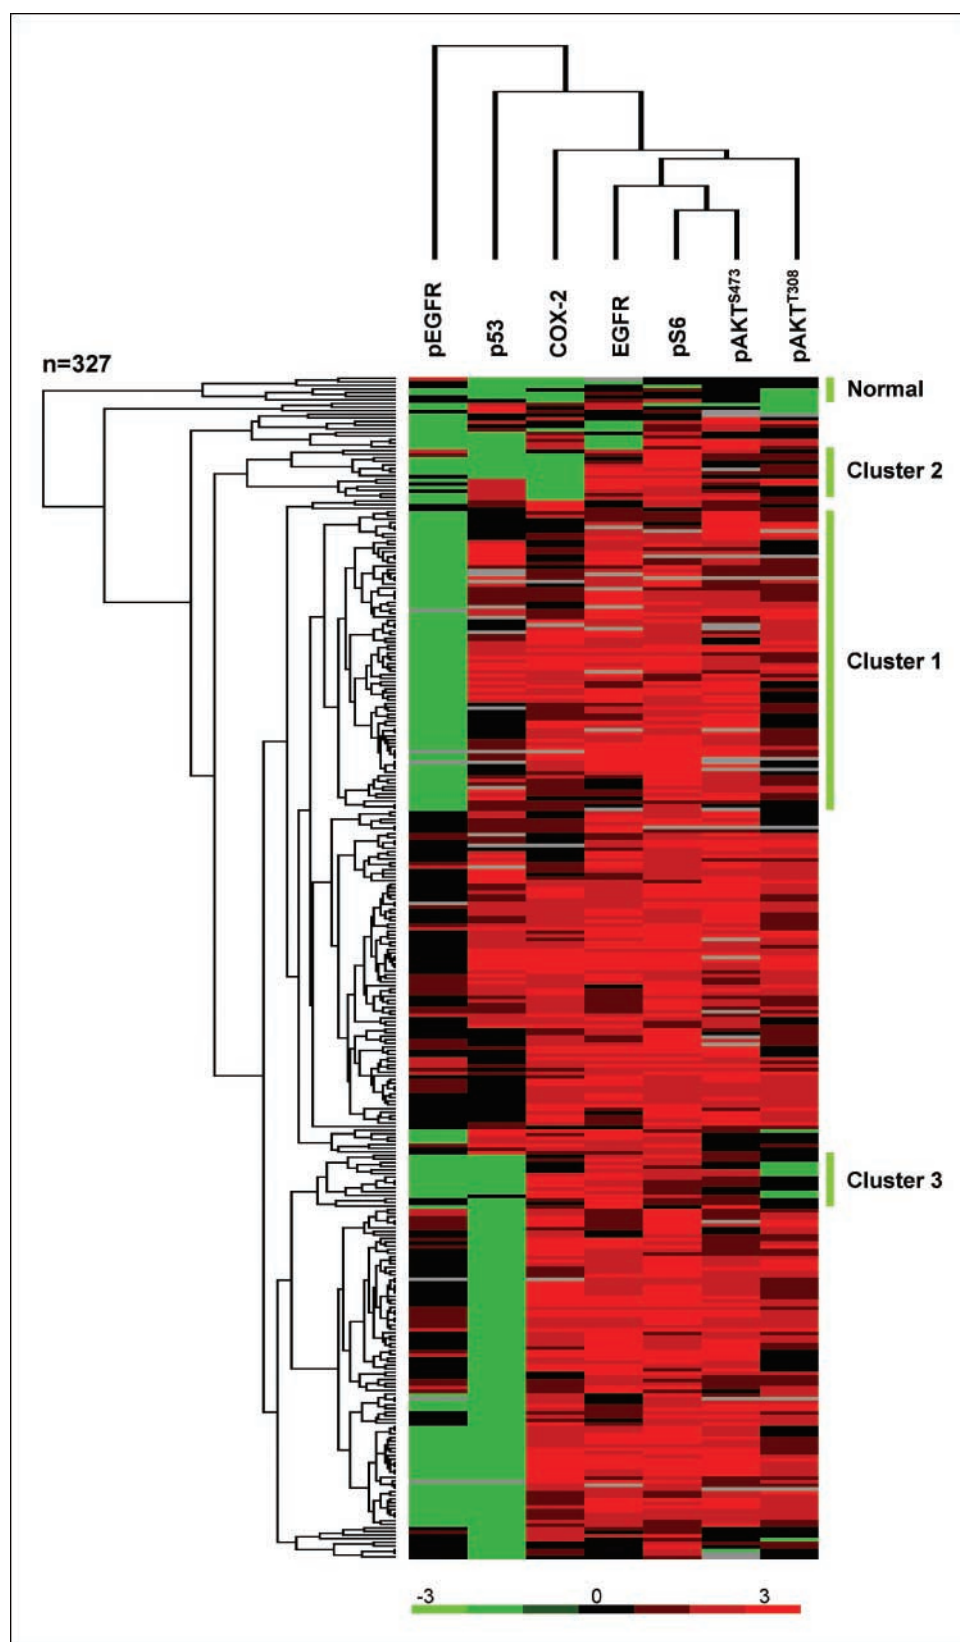 pEGFR
p53
COX-2
EGFR
pS6
pAKTS473
pAKTT308
n=327
Normal
Cluster 2
Cluster 1
Cluster 3
-3 0 3